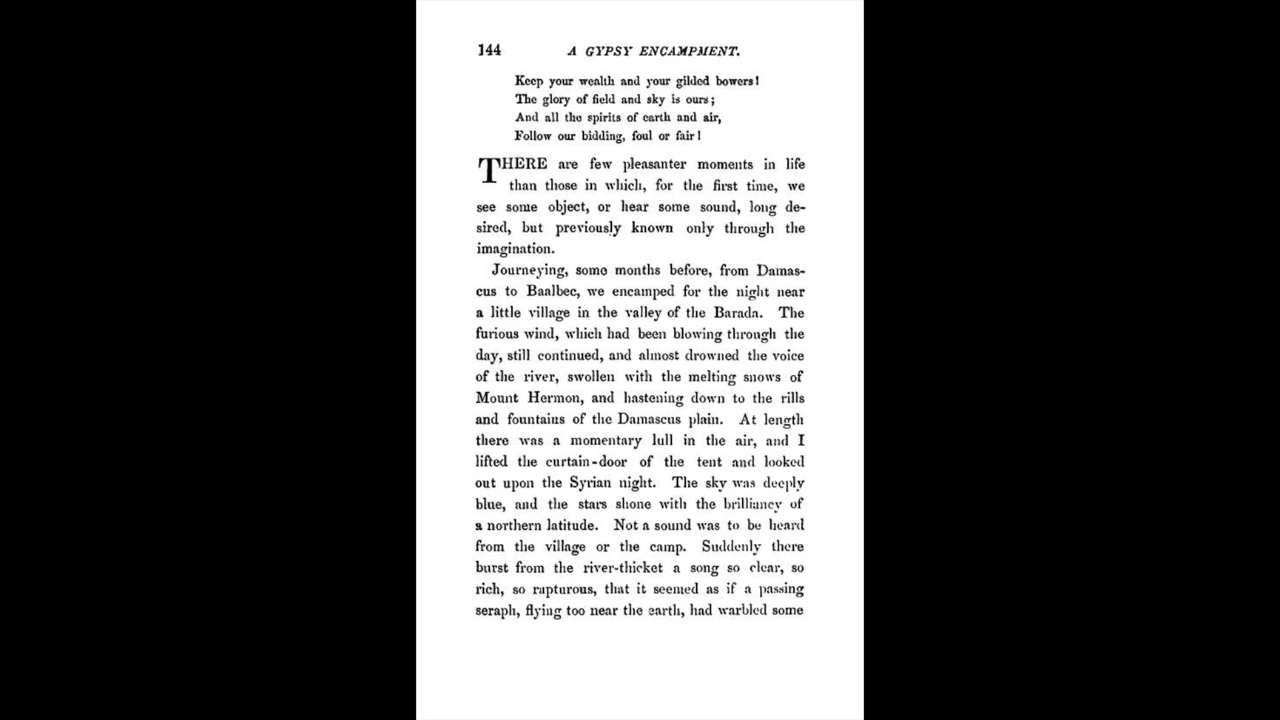 144 A GYPSY ENCAMPMENT.
Keep your wealth and your gilded bowers!
The glory of field and sky is ours;
And all the spirits of earth and air,
Follow our bidding, foul or fair!
THERE are few pleasanter moments in life
than those in which, for the first time, we
see some object, or hear some sound, long de-
sired, but previously known only through the
imagination.
Journeying, some months before, from Damas-
cus to Baalbec, we encamped for the night near
a little village in the valley of the Barada. The
furious wind, which had been blowing through the
day, still continued, and almost drowned the voice
of the river, swollen with the melting snows of
Mount Hermon, and hastening down to the rills
and fountains of the Damascus plain. At length
there was a momentary lull in the air, and I
lifted the curtain-door of the tent and looked
out upon the Syrian night. The sky was deeply
blue, and the stars shone with the brilliancy of
a northern latitude. Not a sound was to be heard
from the village or the camp. Suddenly there
burst from the river-thicket a song so clear, so
rich, so rapturous, that it seemed as if a passing
seraph, flying too near the earth, had warbled some